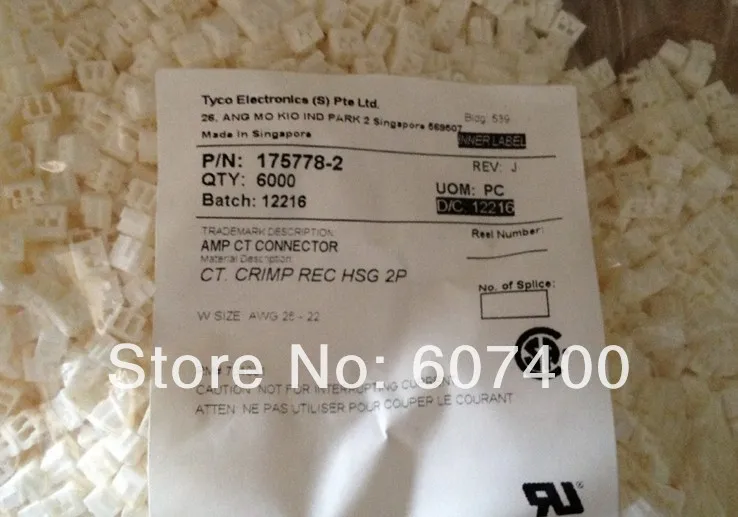 Tyco Electronics (S) Pte Ltd.
26, ANG MO KIO IND PARK 2 Singapore 569507
Bldg: 539
Made in Singapore
INNER LABEL
P/N: 175778-2
REV: J
QTY: 6000
UOM: PC
Batch: 12216
D/C: 12216
TRADEMARK DESCRIPTION:
AMP CT CONNECTOR
Reel Number:
Material Description:
CT. CRIMP REC HSG 2P
No. of Splice:
W SIZE: AWG 26 - 22
Store No: 607400
CAUTION: NOT FOR INTERRUPTING CURRENT
ATTEN: NE PAS UTILISER POUR COUPER LE COURANT